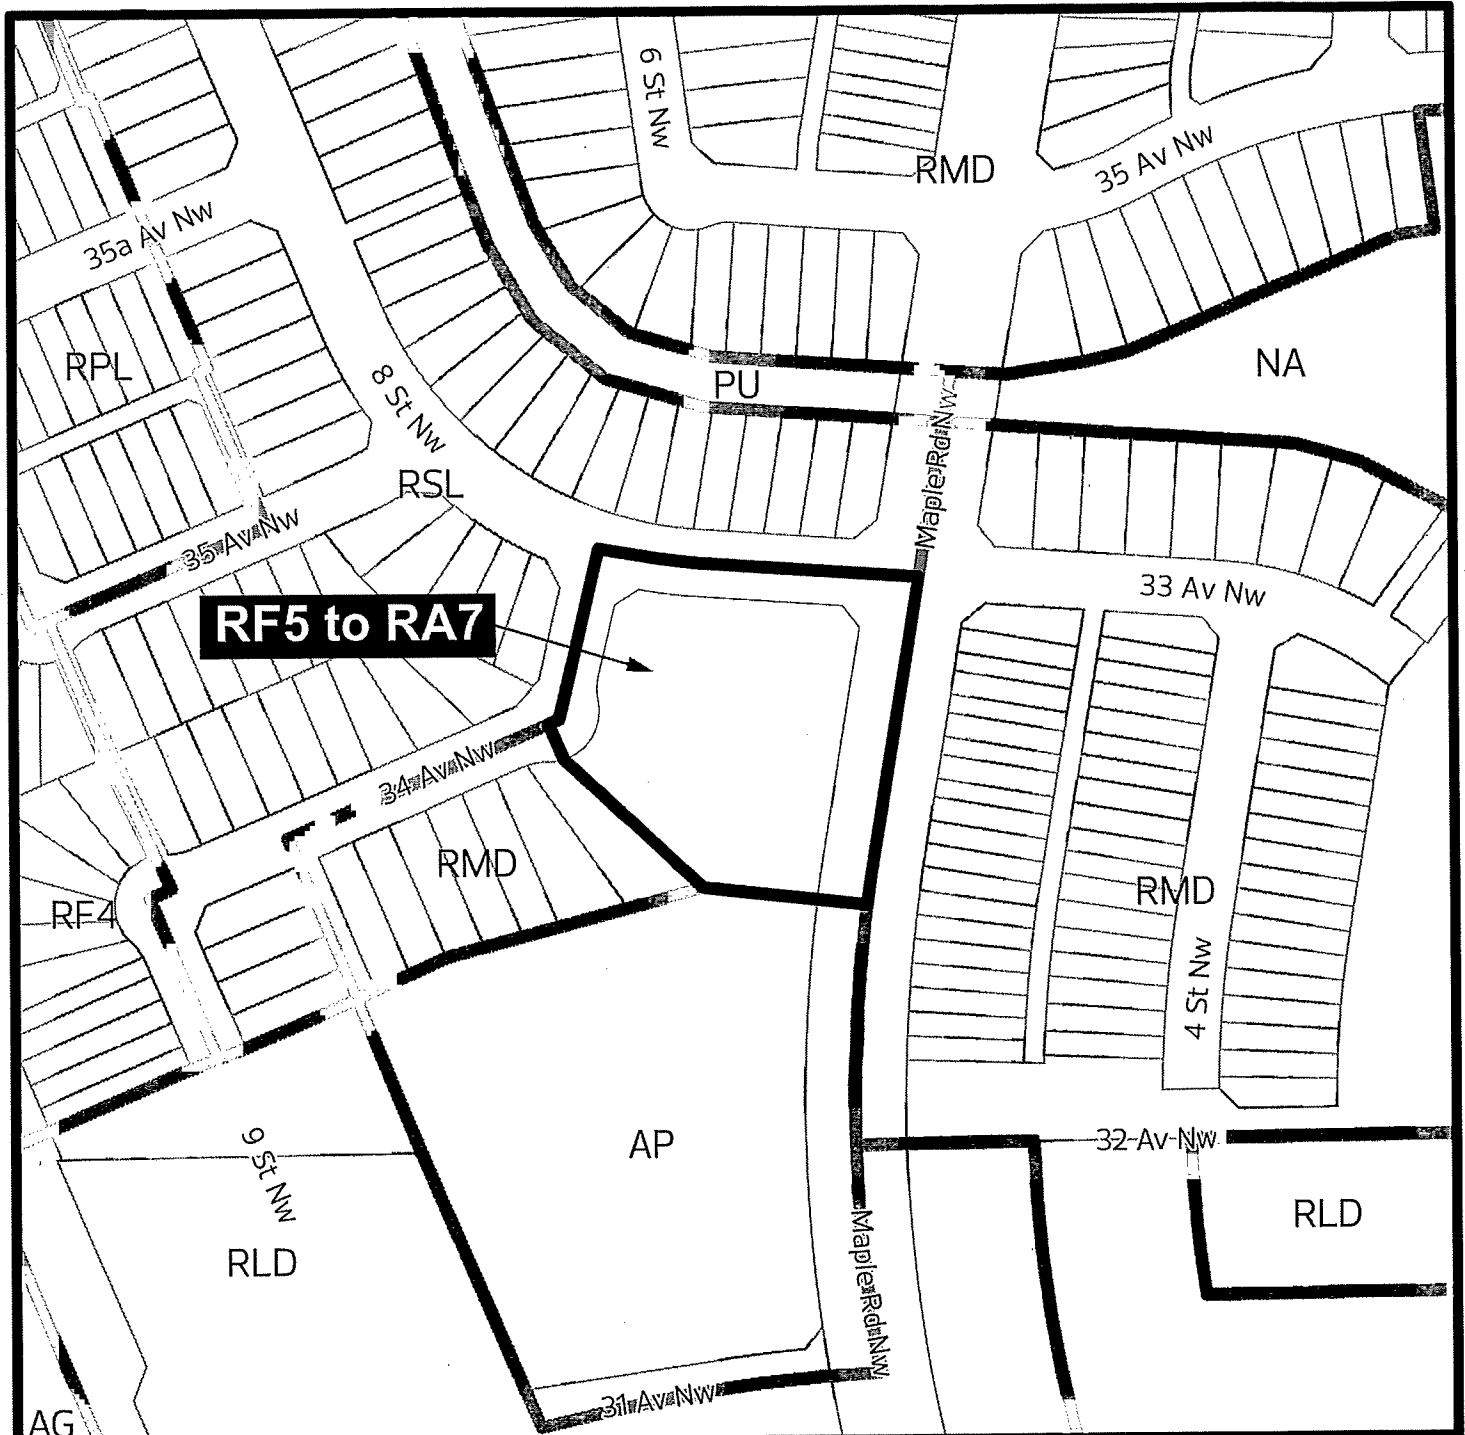 6 St Nw
RMD
35 Av Nw
35a Av Nw
RPL
8 St Nw
PU
NA
Maple Rd Nw
RSL
35 Av Nw
33 Av Nw
RF5 to RA7
34 Av Nw
RMD
RMD
RF4
4 St Nw
AP
32 Av Nw
9 St Nw
RLD
RLD
Maple Rd Nw
31 Av Nw
AG